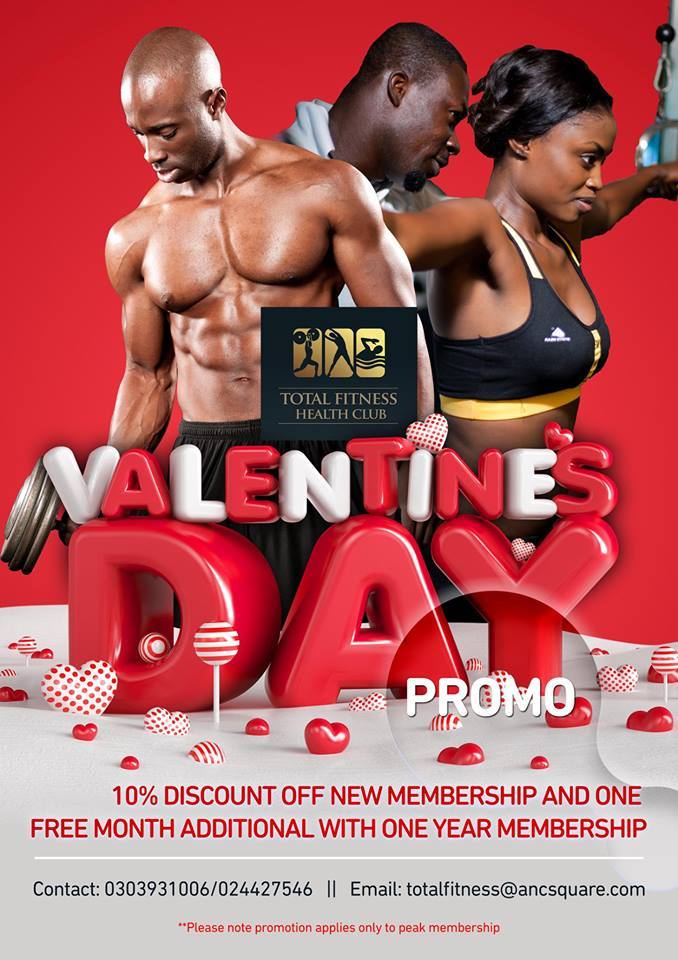 TOTAL FITNESS
HEALTH CLUB
VALENTINES
DAY
PROMO
10% DISCOUNT OFF NEW MEMBERSHIP AND ONE
FREE MONTH ADDITIONAL WITH ONE YEAR MEMBERSHIP
Contact: 0303931006/024427546 || Email: totalfitness@ancsquare.com
**Please note promotion applies only to peak membership